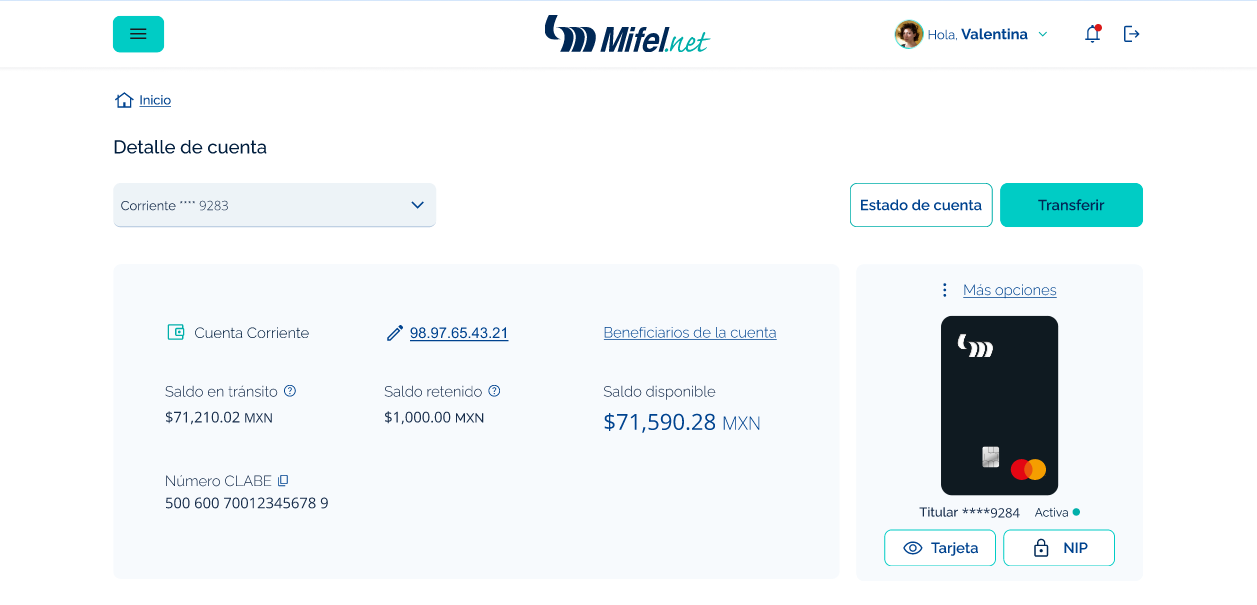 Mifel.net
Hola, Valentina
Inicio
Detalle de cuenta
Corriente **** 9283
Estado de cuenta
Transferir
Más opciones
Cuenta Corriente
98.97.65.43.21
Beneficiarios de la cuenta
Saldo en tránsito
Saldo retenido
Saldo disponible
$71,210.02 MXN
$1,000.00 MXN
$71,590.28 MXN
Número CLABE
500 600 70012345678 9
Titular ****9284 Activa
Tarjeta
NIP